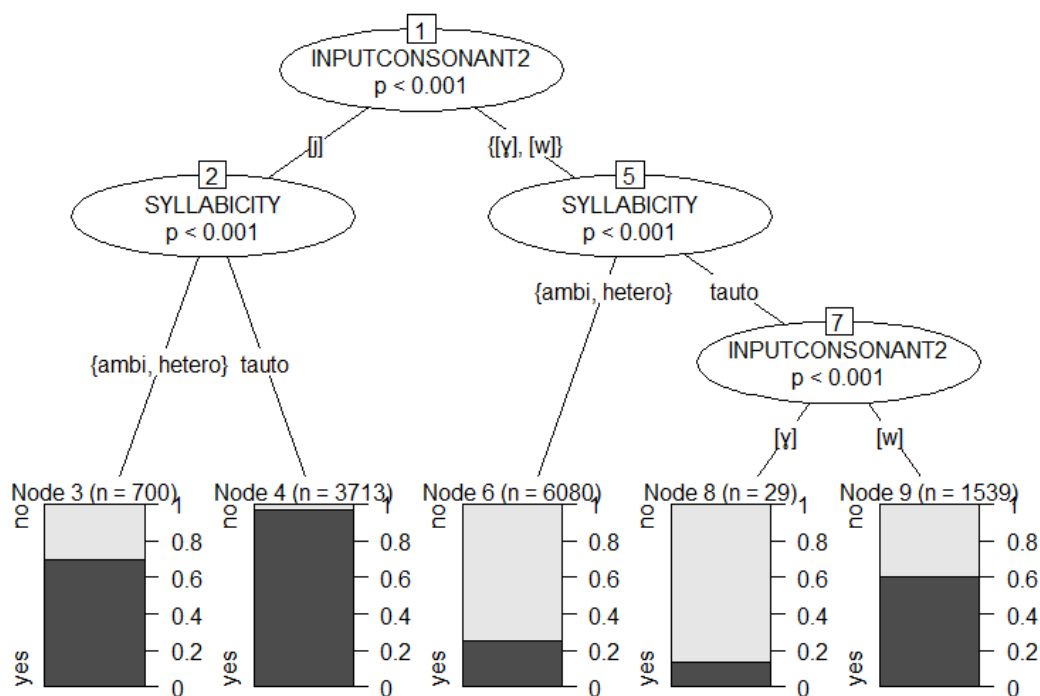 1
INPUTCONSONANT2
p < 0.001
[j]
{[ɣ], [w]}
2
SYLLABICITY
p < 0.001
5
SYLLABICITY
p < 0.001
{ambi, hetero}
tauto
7
INPUTCONSONANT2
p < 0.001
{ambi, hetero}
tauto
[ɣ]
[w]
Node 3 (n = 700)
no
yes
1
0.8
0.6
0.4
0.2
0
Node 4 (n = 3713)
no
yes
1
0.8
0.6
0.4
0.2
0
Node 6 (n = 6080)
no
yes
1
0.8
0.6
0.4
0.2
0
Node 8 (n = 29)
no
yes
1
0.8
0.6
0.4
0.2
0
Node 9 (n = 1539)
no
yes
1
0.8
0.6
0.4
0.2
0